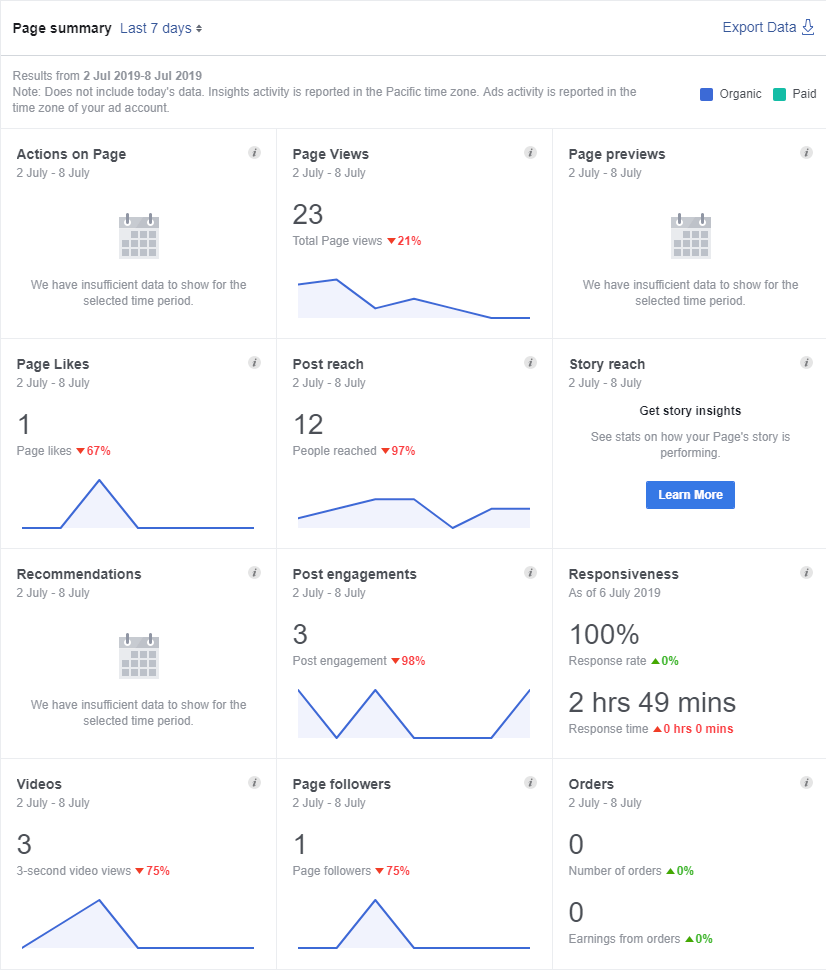 Page summary Last 7 days
Export Data
Results from 2 Jul 2019-8 Jul 2019
Note: Does not include today's data. Insights activity is reported in the Pacific time zone. Ads activity is reported in the
time zone of your ad account.
Organic Paid
Actions on Page
2 July - 8 July
We have insufficient data to show for the
selected time period.
Page Views
2 July - 8 July
23
Total Page views 21%
Page previews
2 July - 8 July
We have insufficient data to show for the
selected time period.
Page Likes
2 July - 8 July
1
Page likes 67%
Post reach
2 July - 8 July
12
People reached 97%
Story reach
2 July - 8 July
Get story insights
See stats on how your Page's story is
performing.
Learn More
Recommendations
2 July - 8 July
We have insufficient data to show for the
selected time period.
Post engagements
2 July - 8 July
3
Post engagement 98%
Responsiveness
As of 6 July 2019
100%
Response rate 0%
2 hrs 49 mins
Response time 0 hrs 0 mins
Videos
2 July - 8 July
3
3-second video views 75%
Page followers
2 July - 8 July
1
Page followers 75%
Orders
2 July - 8 July
0
Number of orders 0%
0
Earnings from orders 0%